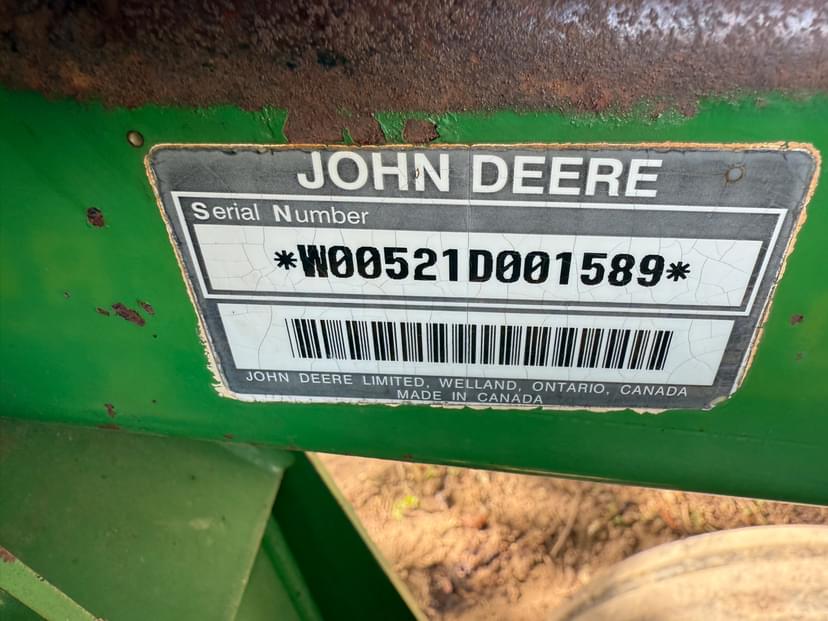 JOHN DEERE
Serial Number
*W00521D001589*
JOHN DEERE LIMITED, WELLAND, ONTARIO, CANADA
MADE IN CANADA